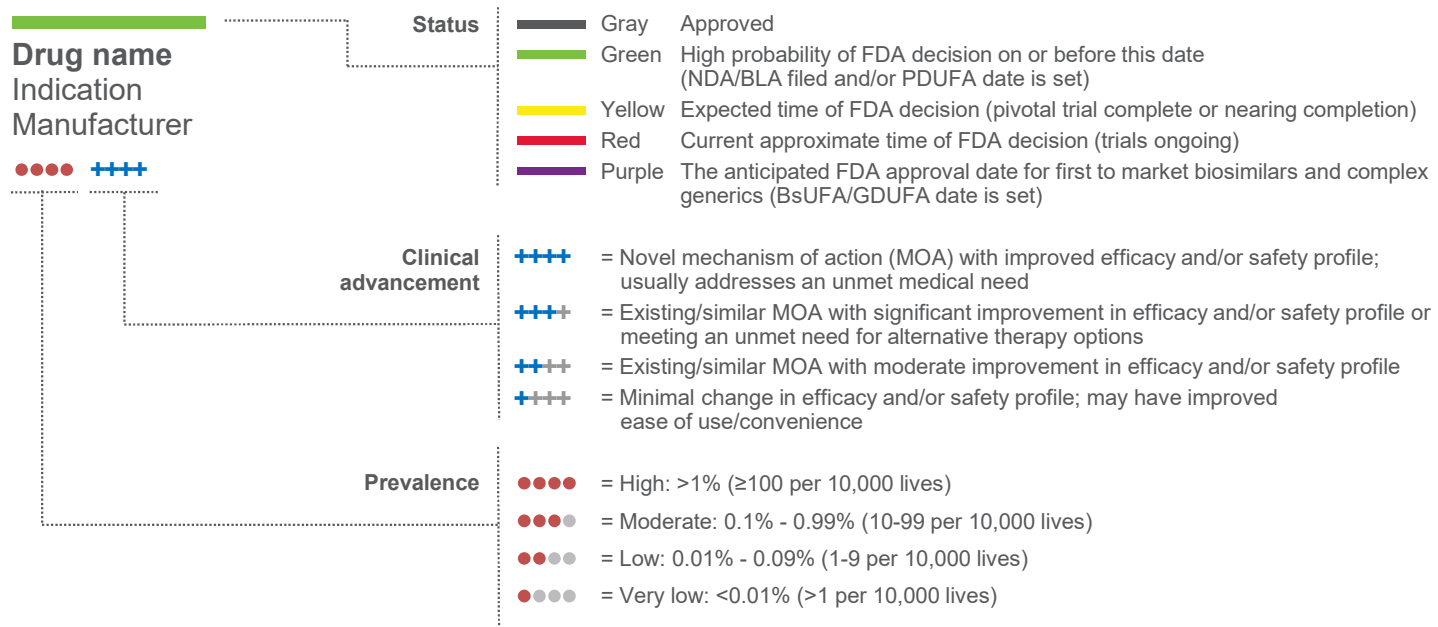 Drug name
Indication
Manufacturer
Status
Gray Approved
Green High probability of FDA decision on or before this date
(NDA/BLA filed and/or PDUFA date is set)
Yellow Expected time of FDA decision (pivotal trial complete or nearing completion)
Red Current approximate time of FDA decision (trials ongoing)
Purple The anticipated FDA approval date for first to market biosimilars and complex
generics (BsUFA/GDUFA date is set)
Clinical
advancement
++++ = Novel mechanism of action (MOA) with improved efficacy and/or safety profile;
usually addresses an unmet medical need
++++ = Existing/similar MOA with significant improvement in efficacy and/or safety profile or
meeting an unmet need for alternative therapy options
++++ = Existing/similar MOA with moderate improvement in efficacy and/or safety profile
++++ = Minimal change in efficacy and/or safety profile; may have improved
ease of use/convenience
Prevalence
= High: >1% (≥100 per 10,000 lives)
= Moderate: 0.1% - 0.99% (10-99 per 10,000 lives)
= Low: 0.01% - 0.09% (1-9 per 10,000 lives)
= Very low: <0.01% (>1 per 10,000 lives)